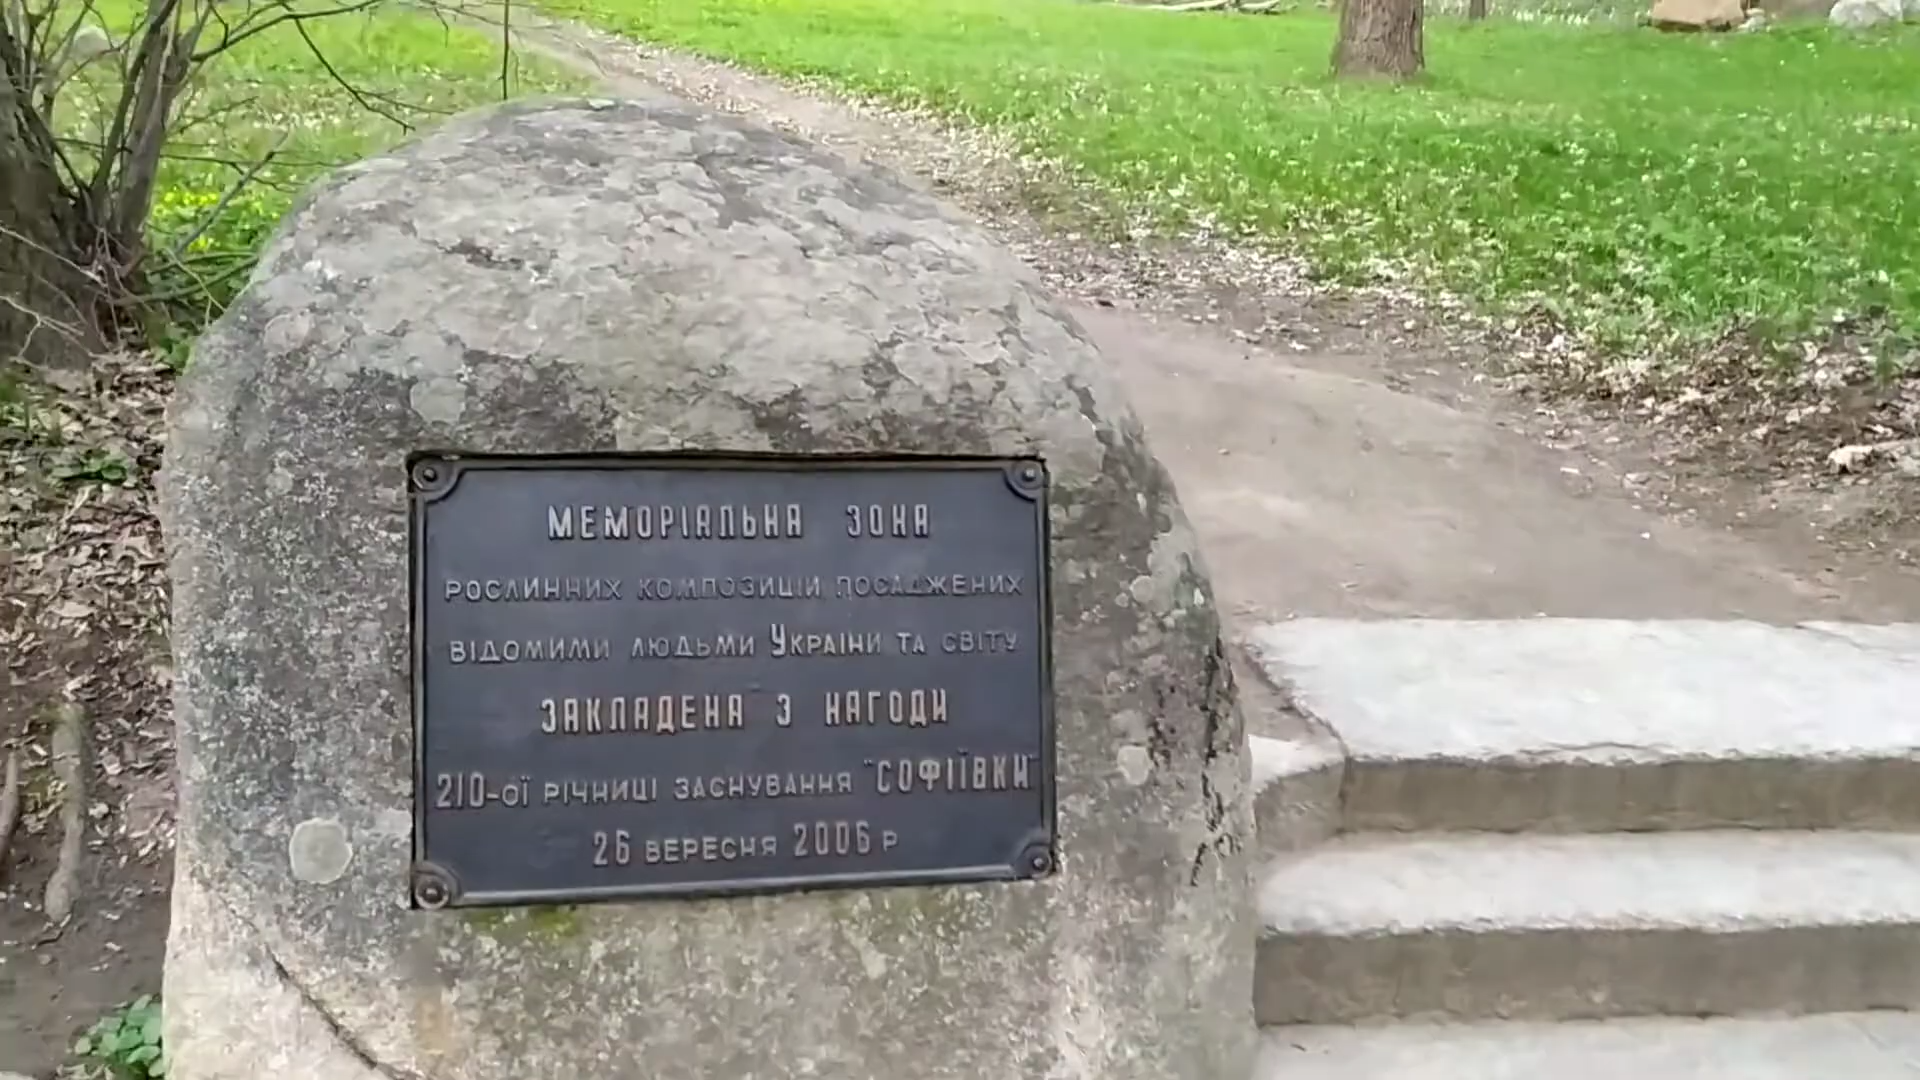 МЕМОРІАЛЬНА ЗОНА
РОСЛИННИХ КОМПОЗИЦІЙ ПОСАДЖЕНИХ
ВІДОМИМИ ЛЮДЬМИ УКРАЇНИ ТА СВІТУ
ЗАКЛАДЕНА З НАГОДИ
210-ОЇ РІЧНИЦІ ЗАСНУВАННЯ "СОФІЇВКИ"
26 ВЕРЕСНЯ 2006 Р